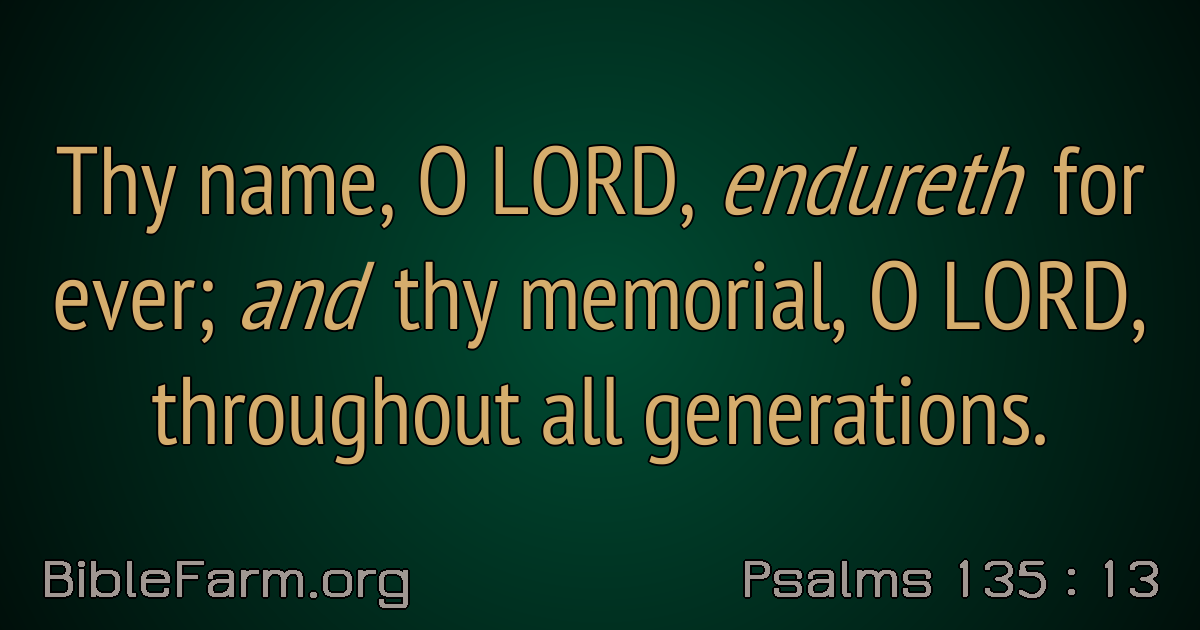 Thy name, O LORD, endureth for
ever; and thy memorial, O LORD,
throughout all generations.
BibleFarm.org
Psalms 135 : 13